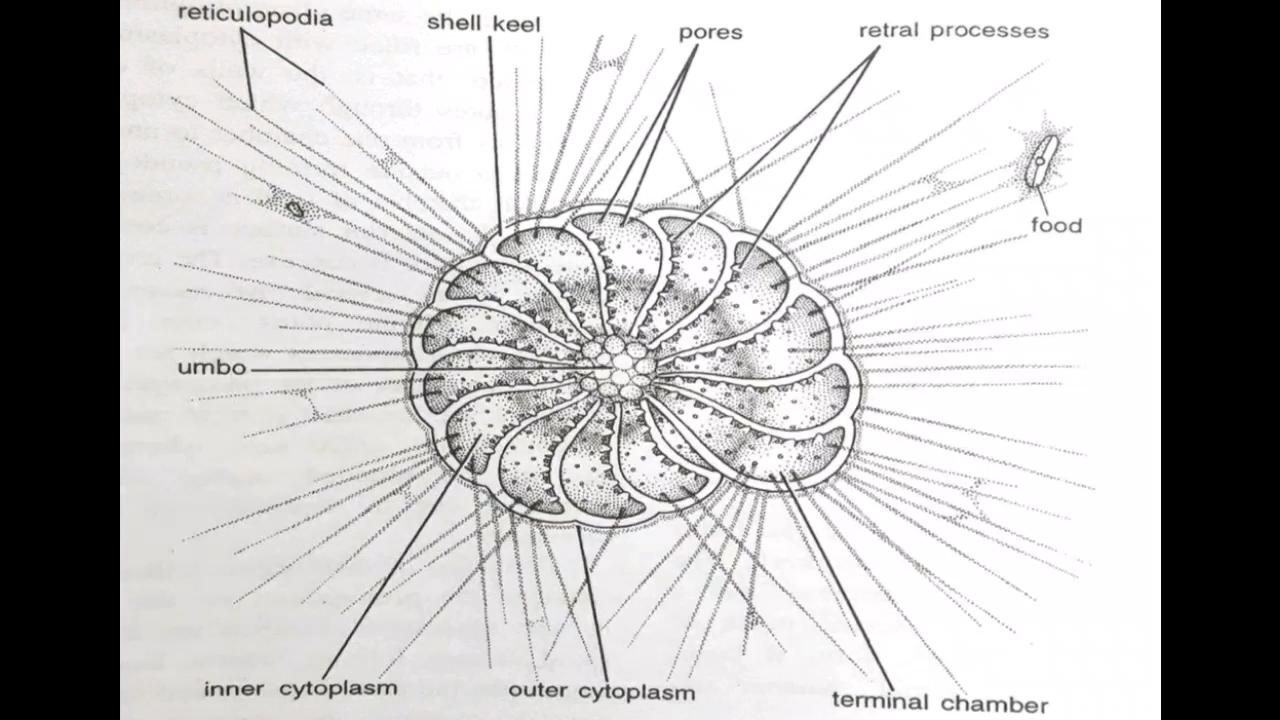 reticulopodia
shell keel
pores
retral processes
food
umbo
inner cytoplasm
outer cytoplasm
terminal chamber